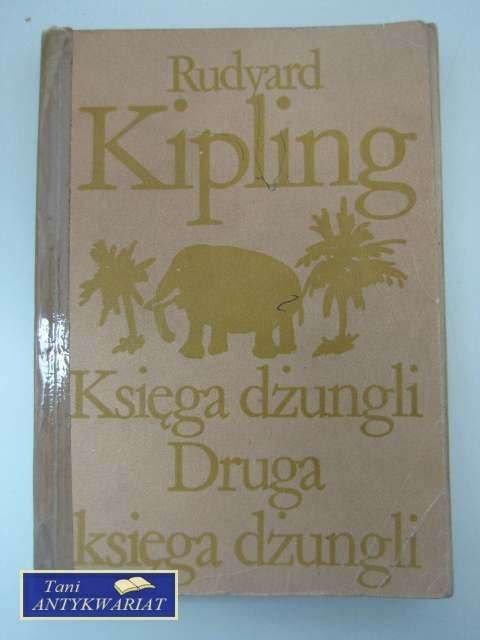 Rudyard
Kipling
Księga dżungli
Druga
księga dżungli
Tani
ANTYKWARIAT